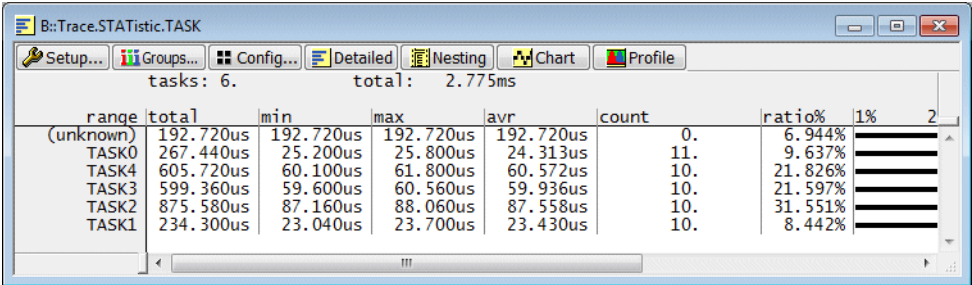 B::Trace.STATistic.TASK
Setup... Groups... Config... Detailed Nesting Chart Profile
tasks: 6. total: 2.775ms
range total min max avr count ratio% 1% 2
(unknown) 192.720us 192.720us 192.720us 192.720us 0. 6.944%
TASK0 267.440us 25.200us 25.800us 24.313us 11. 9.637%
TASK4 605.720us 60.100us 61.800us 60.572us 10. 21.826%
TASK3 599.360us 59.600us 60.560us 59.936us 10. 21.597%
TASK2 875.580us 87.160us 88.060us 87.558us 10. 31.551%
TASK1 234.300us 23.040us 23.700us 23.430us 10. 8.442%